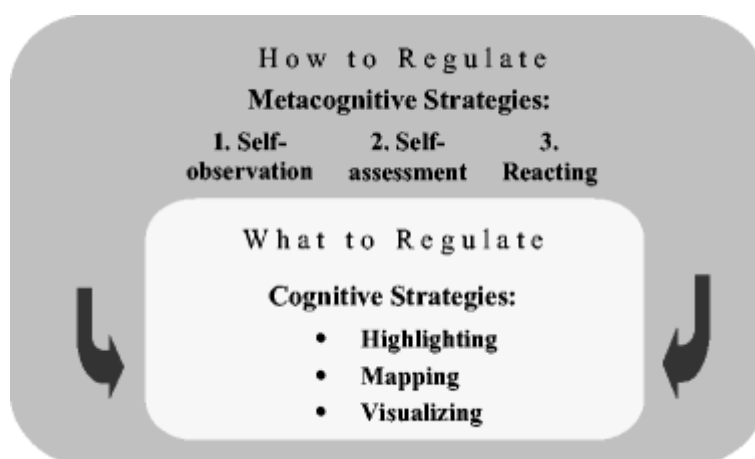 How to Regulate
Metacognitive Strategies:
1. Self- 2. Self- 3.
observation assessment Reacting
What to Regulate
Cognitive Strategies:
• Highlighting
• Mapping
• Visualizing